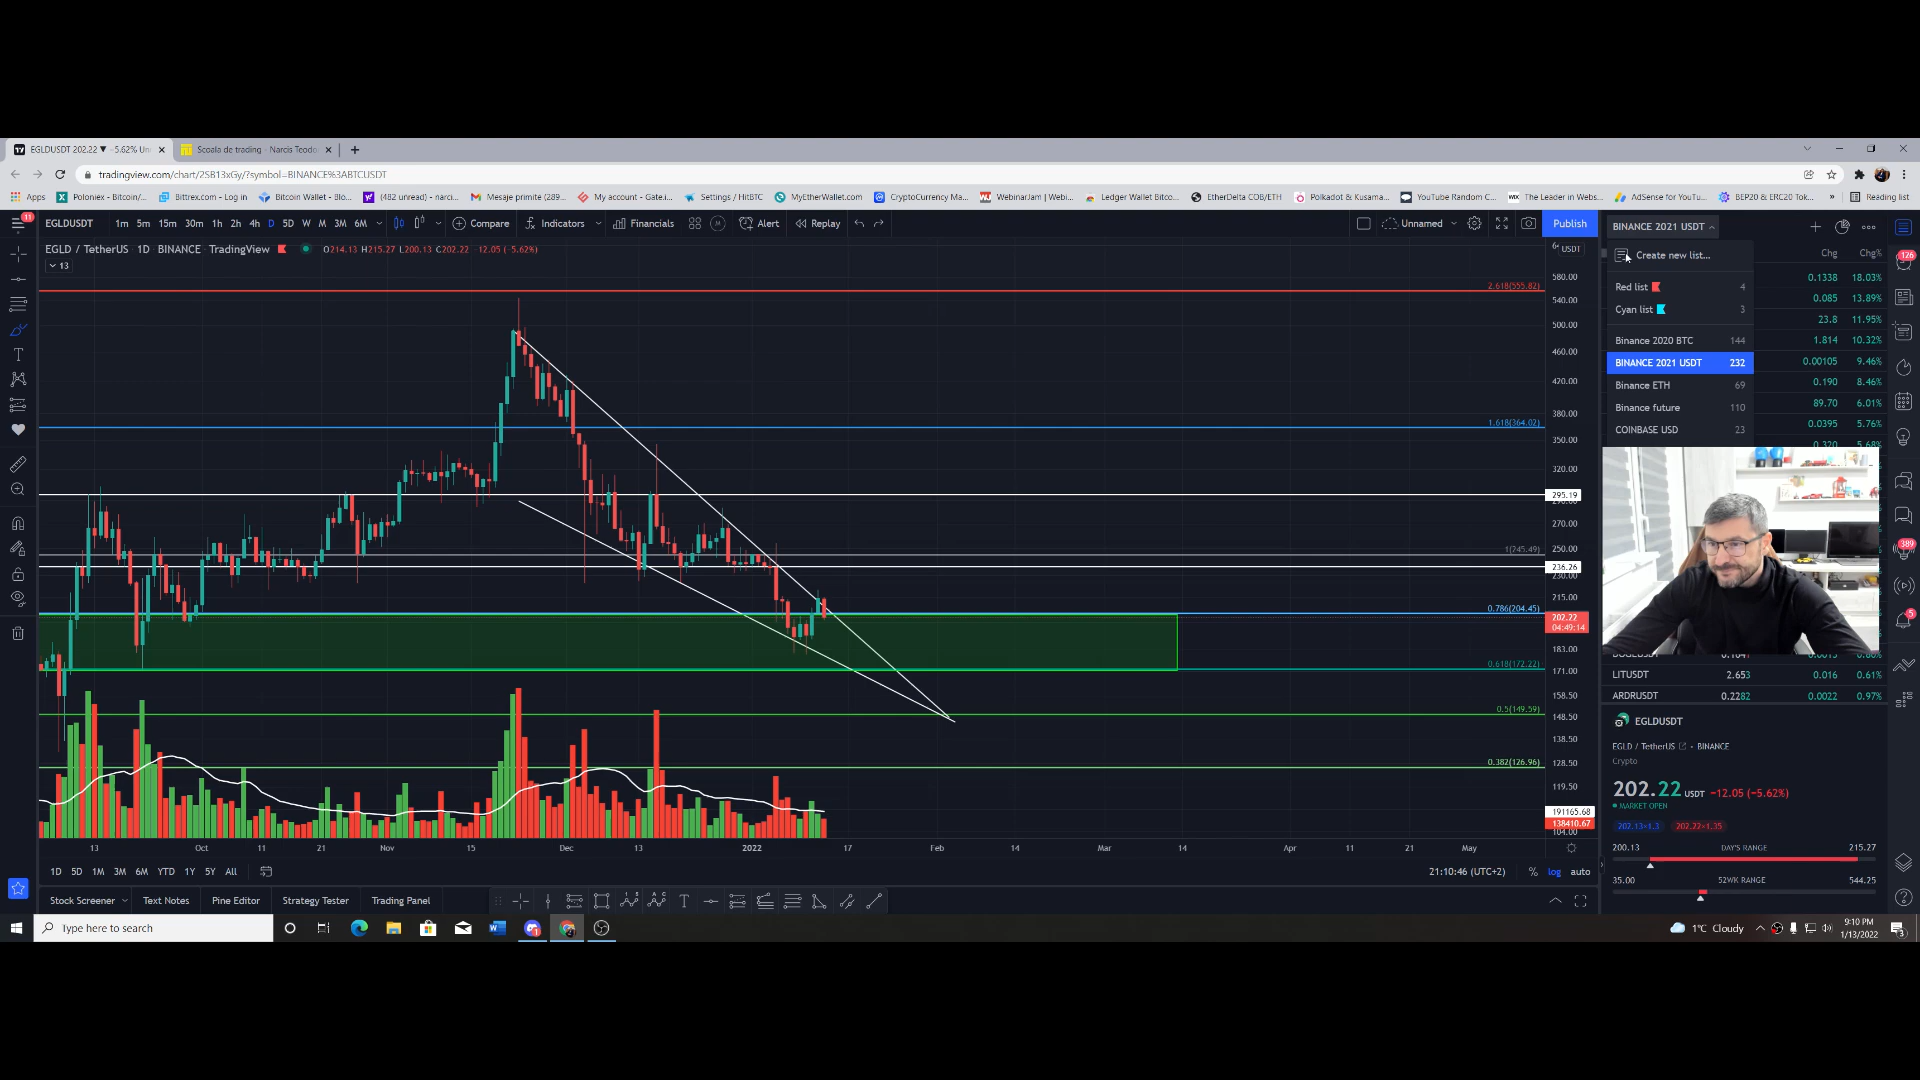 EGLDUSDT 202.22 ▼ −5.62% Un
Scoala de trading - Narcis Teodo
tradingview.com/chart/2SB13xGy/?symbol=BINANCE%3ABTCUSDT
Apps
Poloniex - Bitcoin/...
Bittrex.com - Log in
Bitcoin Wallet - Blo...
(482 unread) - narci...
Mesaje primite (289...
My account - Gate.i...
Settings / HitBTC
MyEtherWallet.com
CryptoCurrency Ma...
WebinarJam | Webi...
Ledger Wallet Bitco...
EtherDelta COB/ETH
Polkadot & Kusama...
YouTube Random C...
The Leader in Webs...
AdSense for YouTu...
BEP20 & ERC20 Tok...
Reading list
11
EGLDUSDT
1m 5m 15m 30m 1h 2h 4h D 5D W M 3M 6M
Compare
Indicators
Financials
Alert
Replay
Unnamed
Publish
EGLD / TetherUS · 1D · BINANCE · TradingView
O214.13 H215.27 L200.13 C202.22 −12.05 (−5.62%)
13
USDT
580.00
540.00
500.00
460.00
420.00
380.00
350.00
320.00
295.19
270.00
250.00
236.26
230.00
215.00
202.22
04:49:14
183.00
171.00
158.50
148.50
138.50
128.50
119.50
191165.68
138410.67
104.00
2.618(555.82)
1.618(364.02)
1(245.49)
0.786(204.45)
0.618(172.22)
0.5(149.59)
0.382(126.96)
13 Oct 11 21 Nov 15 Dec 13 2022 17 Feb 14 Mar 14 Apr 11 21 May
1D 5D 1M 3M 6M YTD 1Y 5Y All
21:10:46 (UTC+2)
% log auto
Stock Screener
Text Notes
Pine Editor
Strategy Tester
Trading Panel
BINANCE 2021 USDT
Create new list...
Red list 4
Cyan list 3
Binance 2020 BTC 144
BINANCE 2021 USDT 232
Binance ETH 69
Binance future 110
COINBASE USD 23
Chg Chg%
0.1338 18.03%
0.085 13.89%
23.8 11.95%
1.814 10.32%
0.00105 9.46%
0.190 8.46%
89.70 6.01%
0.0395 5.76%
0.320 5.68%
LITUSDT 2.653 0.016 0.61%
ARDRUSDT 0.2282 0.0022 0.97%
EGLDUSDT
EGLD / TetherUS · BINANCE
Crypto
202.22 USDT −12.05 (−5.62%)
MARKET OPEN
202.13×1.3 202.22×1.35
200.13 DAY'S RANGE 215.27
35.00 52WK RANGE 544.25
126
389
5
Type here to search
1°C Cloudy
9:10 PM
1/13/2022
3